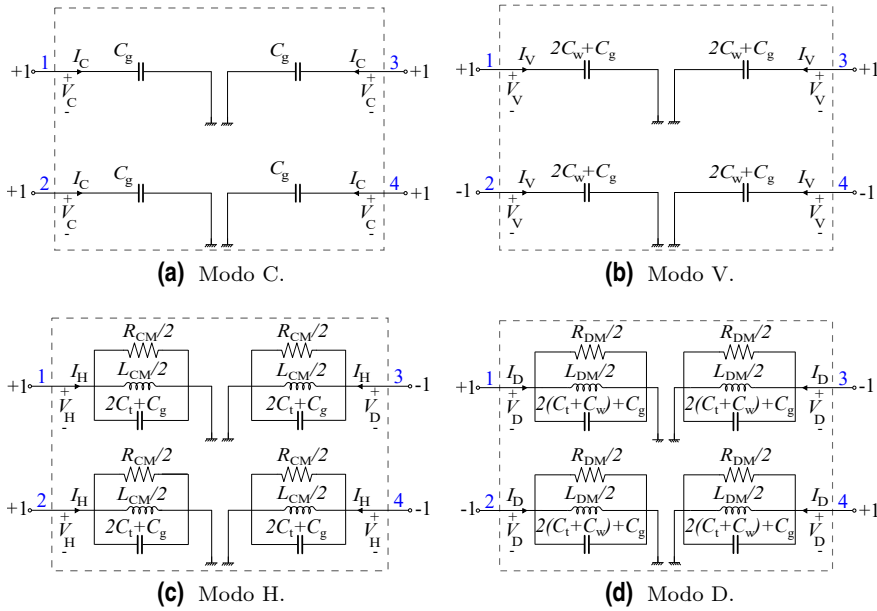 C_g C_g
+1 1 I_C I_C 3 +1
+ V_C - + V_C -
C_g C_g
+1 2 I_C I_C 4 +1
+ V_C - + V_C -
(a) Modo C.
2C_w+C_g 2C_w+C_g
+1 1 I_V I_V 3 +1
+ V_V - + V_V -
2C_w+C_g 2C_w+C_g
-1 2 I_V I_V 4 -1
+ V_V - + V_V -
(b) Modo V.
R_CM/2 R_CM/2
+1 1 I_H L_CM/2 L_CM/2 I_H 3 -1
+ V_H - 2C_t+C_g 2C_t+C_g + V_D -
R_CM/2 R_CM/2
+1 2 I_H L_CM/2 L_CM/2 I_H 4 -1
+ V_H - 2C_t+C_g 2C_t+C_g + V_H -
(c) Modo H.
R_DM/2 R_DM/2
+1 1 I_D L_DM/2 L_DM/2 I_D 3 -1
+ V_D - 2(C_t+C_w)+C_g 2(C_t+C_w)+C_g + V_D -
R_DM/2 R_DM/2
-1 2 I_D L_DM/2 L_DM/2 I_D 4 +1
+ V_D - 2(C_t+C_w)+C_g 2(C_t+C_w)+C_g + V_D -
(d) Modo D.